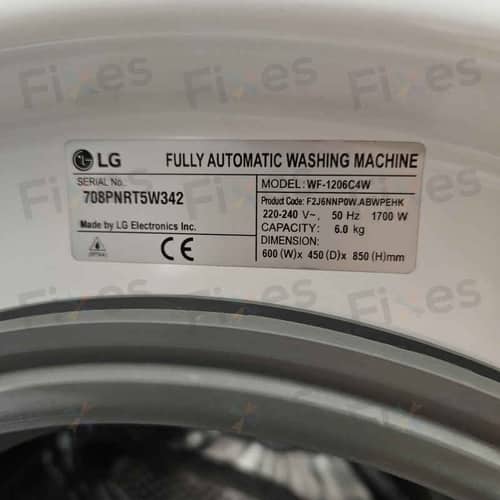 LG FULLY AUTOMATIC WASHING MACHINE
SERIAL No.
708PNRT5W342
Made by LG Electronics Inc.
MODEL: WF-1206C4W
Product Code: F2J6NNP0W.ABWPEHK
220-240 V~, 50 Hz 1700 W
CAPACITY: 6.0 kg
DIMENSION:
600 (W)x 450 (D)x 850 (H)mm
Fixes
Fixes
Fixes
Fixes
Fixes
Fixes
Fixes
Fixes